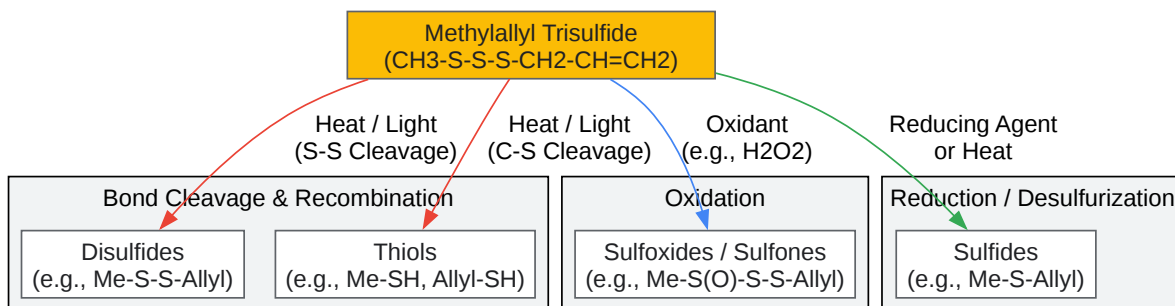 Methylallyl Trisulfide
(CH3-S-S-S-CH2-CH=CH2)
Heat / Light
(S-S Cleavage)
Heat / Light
(C-S Cleavage)
Oxidant
(e.g., H2O2)
Reducing Agent
or Heat
Bond Cleavage & Recombination
Disulfides
(e.g., Me-S-S-Allyl)
Thiols
(e.g., Me-SH, Allyl-SH)
Oxidation
Sulfoxides / Sulfones
(e.g., Me-S(O)-S-S-Allyl)
Reduction / Desulfurization
Sulfides
(e.g., Me-S-Allyl)